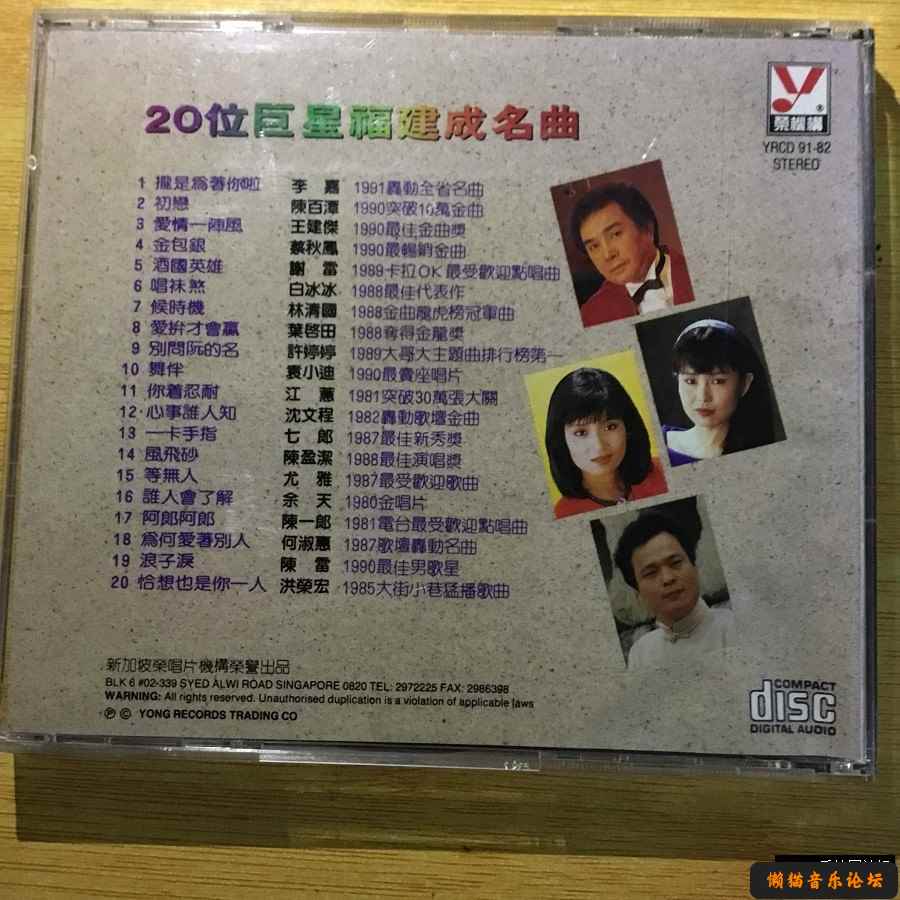 20位巨星福建成名曲
YRCD 91-82
STEREO
1 攏是為著你啦 李嘉 1991轟動全省名曲
2 初戀 陳百潭 1990突破10萬金曲
3 愛情一陣風 王建傑 1990最佳金曲獎
4 金包銀 蔡秋鳳 1990最暢銷金曲
5 酒國英雄 謝雷 1989卡拉OK最受歡迎點唱曲
6 唱袜煞 白冰冰 1988最佳代表作
7 候時機 林清國 1988金曲龍虎榜冠軍曲
8 愛拚才會贏 葉啓田 1988奪得金龍獎
9 別問阮的名 許婷婷 1989大哥大主題曲排行榜第一
10 舞伴 袁小迪 1990最賣座唱片
11 你着忍耐 江蕙 1981突破30萬張大關
12 心事誰人知 沈文程 1982轟動歌壇金曲
13 一卡手指 七郎 1987最佳新秀獎
14 風飛砂 陳盈潔 1988最佳演唱獎
15 等無人 尤雅 1987最受歡迎歌曲
16 誰人會了解 余天 1980金唱片
17 阿郎阿郎 陳一郎 1981電台最受歡迎點唱曲
18 為何愛著別人 何淑惠 1987歌壇轟動名曲
19 浪子淚 陳雷 1990最佳男歌星
20 恰想也是你一人 洪榮宏 1985大街小巷猛播歌曲
新加坡榮唱片機構榮譽出品
BLK 6 #02-339 SYED ALWI ROAD SINGAPORE 0820 TEL: 2972225 FAX: 2986398
WARNING: All rights reserved. Unauthorised duplication is a violation of applicable laws
℗ © YONG RECORDS TRADING CO
COMPACT
disc
DIGITAL AUDIO
懒猫音乐论坛